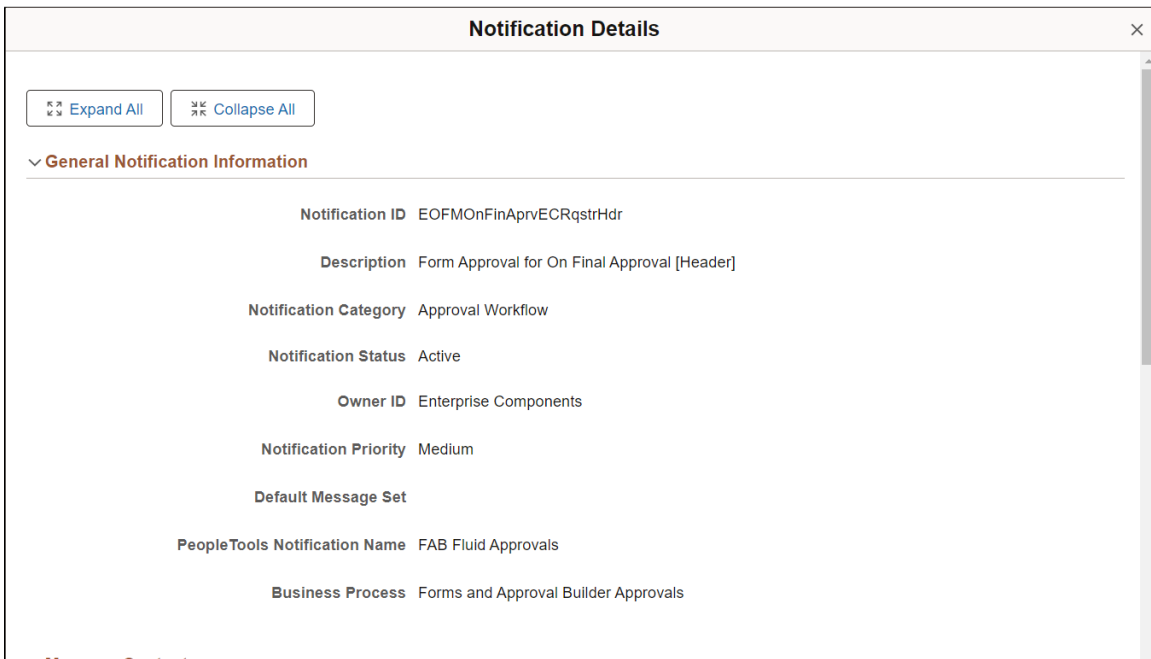 Notification Details
Expand All Collapse All
General Notification Information
Notification ID EOFMOnFinAprvECRqstrHdr
Description Form Approval for On Final Approval [Header]
Notification Category Approval Workflow
Notification Status Active
Owner ID Enterprise Components
Notification Priority Medium
Default Message Set
PeopleTools Notification Name FAB Fluid Approvals
Business Process Forms and Approval Builder Approvals